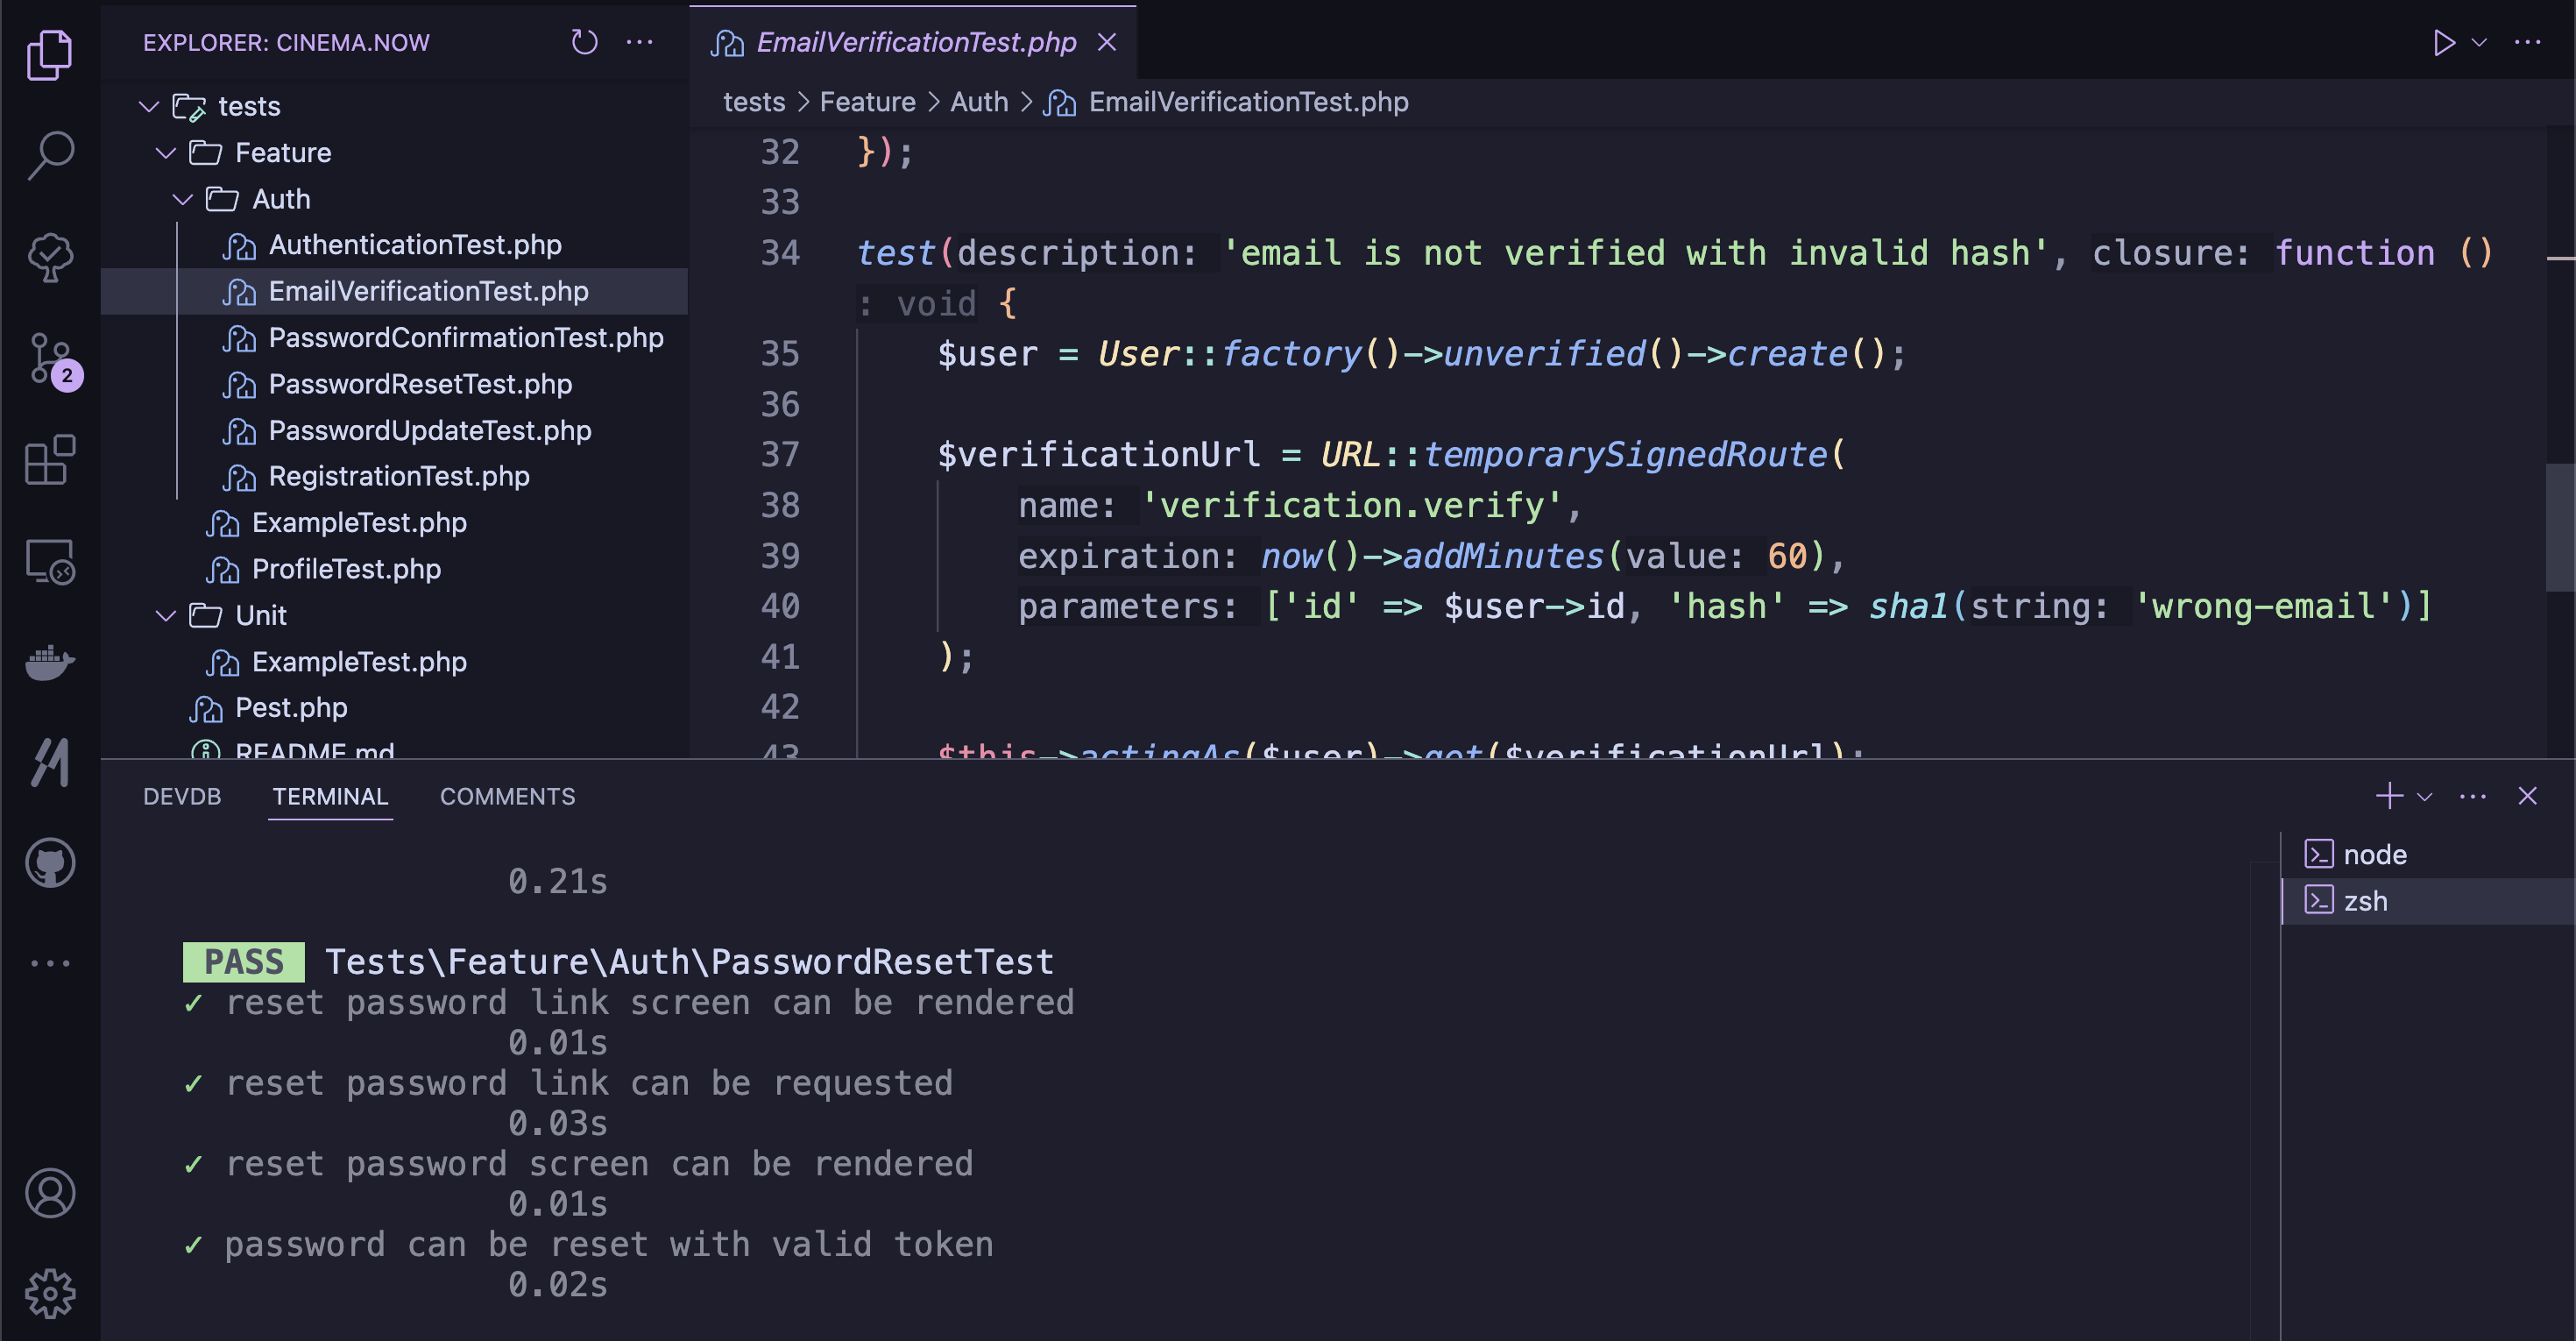 EXPLORER: CINEMA.NOW
tests
Feature
Auth
AuthenticationTest.php
EmailVerificationTest.php
PasswordConfirmationTest.php
PasswordResetTest.php
PasswordUpdateTest.php
RegistrationTest.php
ExampleTest.php
ProfileTest.php
Unit
ExampleTest.php
Pest.php
README.md
2
EmailVerificationTest.php
tests > Feature > Auth > EmailVerificationTest.php
32 });
33
34 test(description: 'email is not verified with invalid hash', closure: function ()
: void {
35 $user = User::factory()->unverified()->create();
36
37 $verificationUrl = URL::temporarySignedRoute(
38 name: 'verification.verify',
39 expiration: now()->addMinutes(value: 60),
40 parameters: ['id' => $user->id, 'hash' => sha1(string: 'wrong-email')]
41 );
42
43 $this->actingAs($user)->get($verificationUrl);
DEVDB TERMINAL COMMENTS
0.21s
PASS Tests\Feature\Auth\PasswordResetTest
✓ reset password link screen can be rendered
0.01s
✓ reset password link can be requested
0.03s
✓ reset password screen can be rendered
0.01s
✓ password can be reset with valid token
0.02s
node
zsh